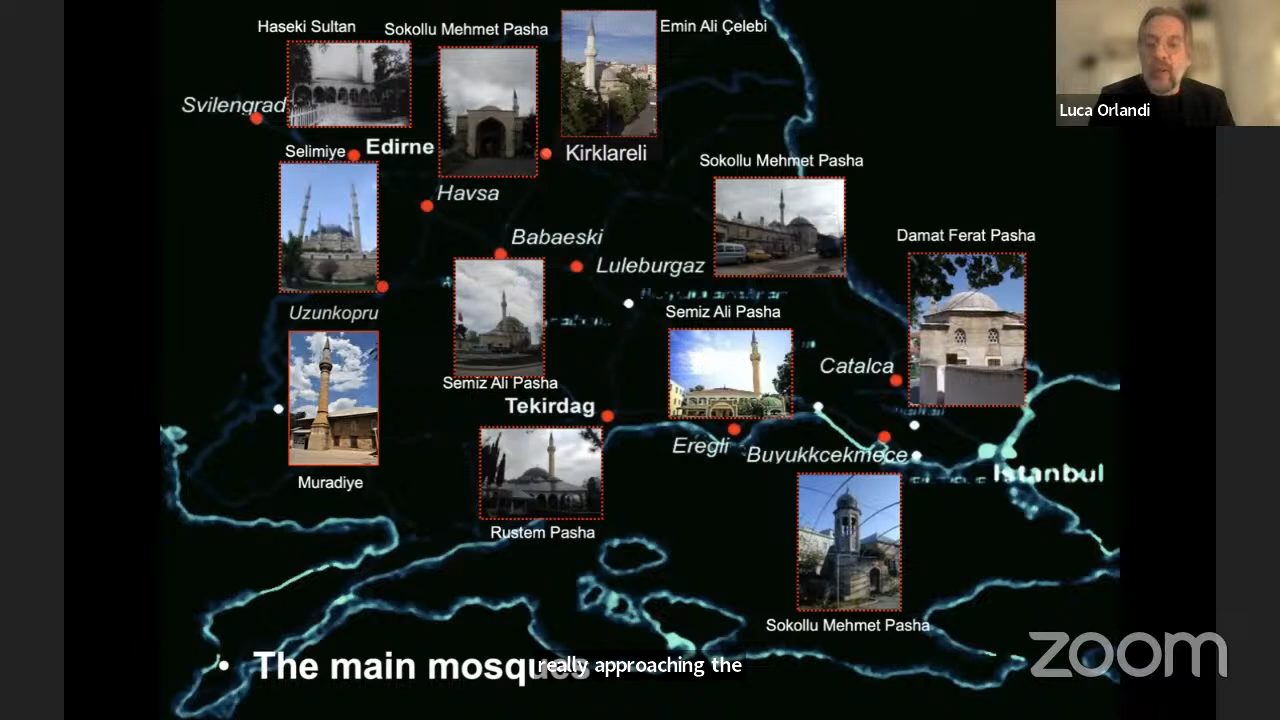 Haseki Sultan
Sokollu Mehmet Pasha
Emin Ali Çelebi
Luca Orlandi
Svilengrad
Selimiye
Edirne
Kirklareli
Sokollu Mehmet Pasha
Havsa
Babaeski
Luleburgaz
Damat Ferat Pasha
Uzunkopru
Semiz Ali Pasha
Catalca
Semiz Ali Pasha
Tekirdag
Eregli
Buyukkcekmece
Istanbul
Muradiye
Rustem Pasha
Sokollu Mehmet Pasha
zoom
• The main mosques
really approaching the